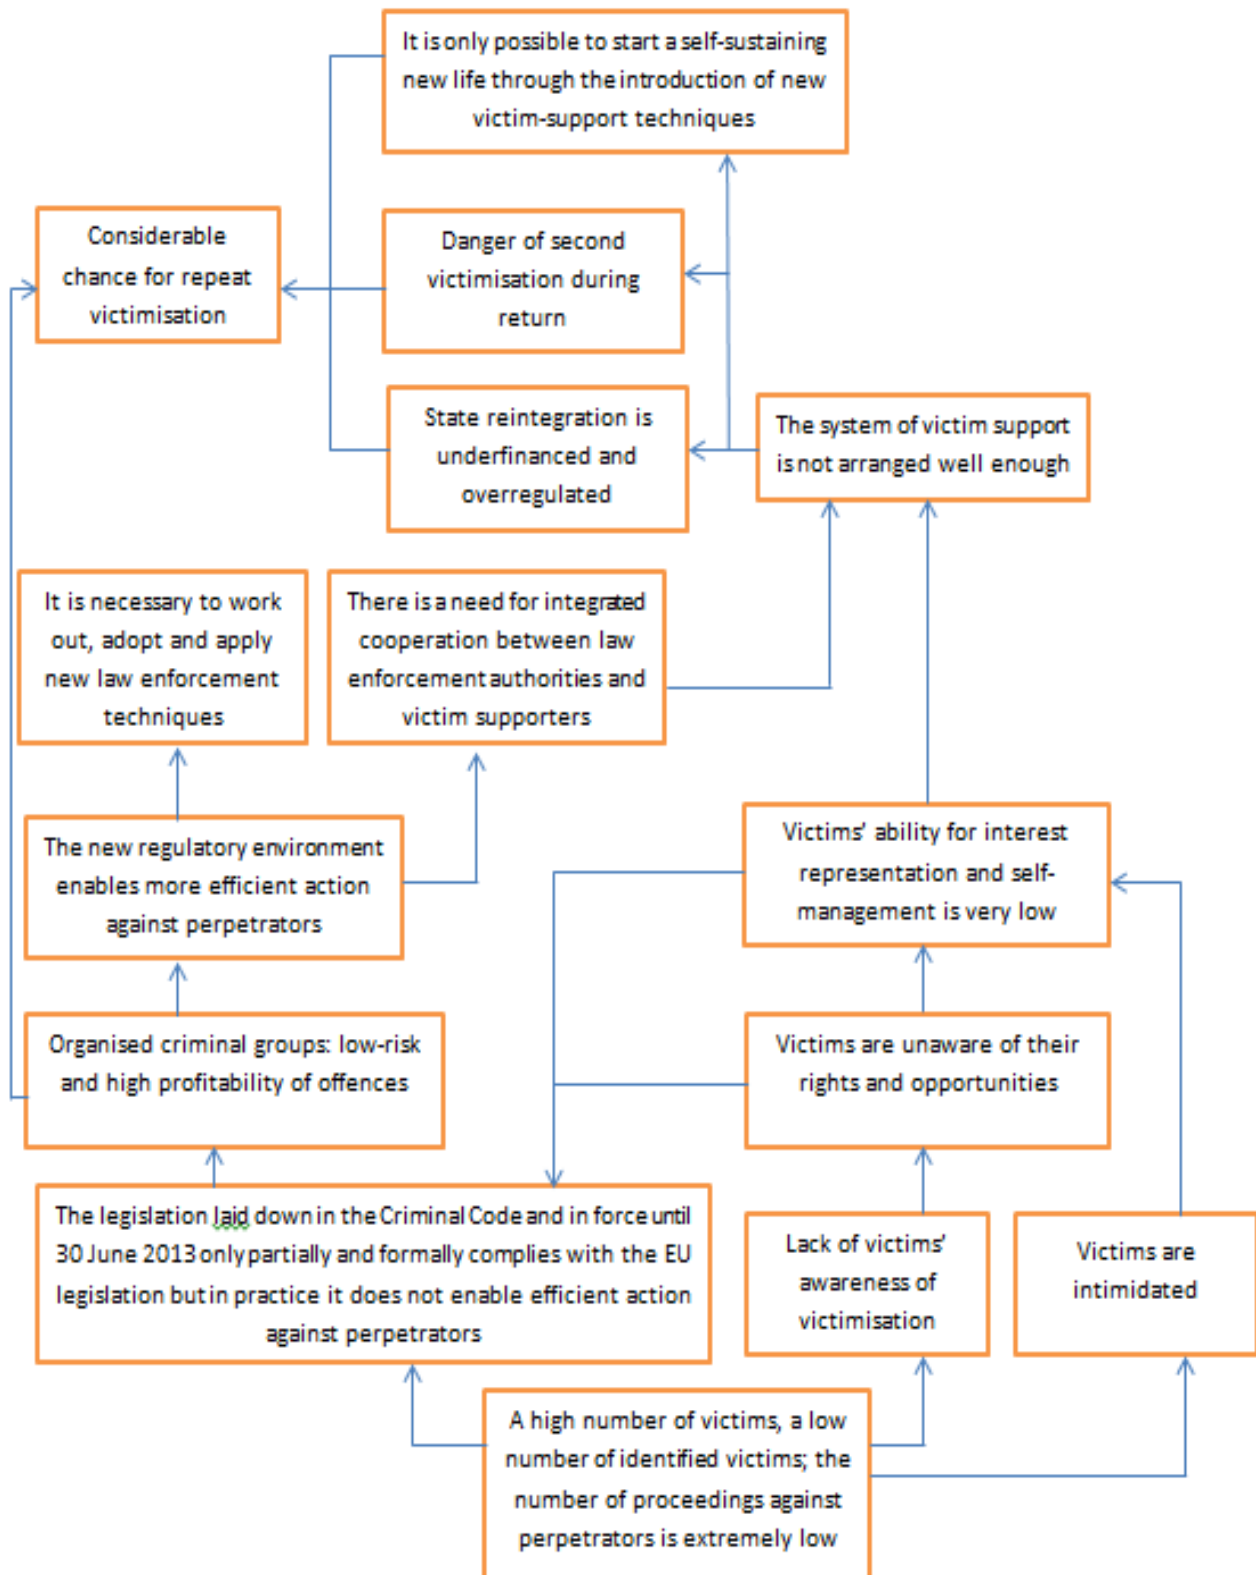 It is only possible to start a self-sustaining
new life through the introduction of new
victim-support techniques
Considerable
chance for repeat
victimisation
Danger of second
victimisation during
return
State reintegration is
underfinanced and
overregulated
The system of victim support
is not arranged well enough
It is necessary to work
out, adopt and apply
new law enforcement
techniques
There is a need for integrated
cooperation between law
enforcement authorities and
victim supporters
The new regulatory environment
enables more efficient action
against perpetrators
Victims' ability for interest
representation and self-
management is very low
Organised criminal groups: low-risk
and high profitability of offences
Victims are unaware of their
rights and opportunities
The legislation laid down in the Criminal Code and in force until
30 June 2013 only partially and formally complies with the EU
legislation but in practice it does not enable efficient action
against perpetrators
Lack of victims'
awareness of
victimisation
Victims are
intimidated
A high number of victims, a low
number of identified victims; the
number of proceedings against
perpetrators is extremely low